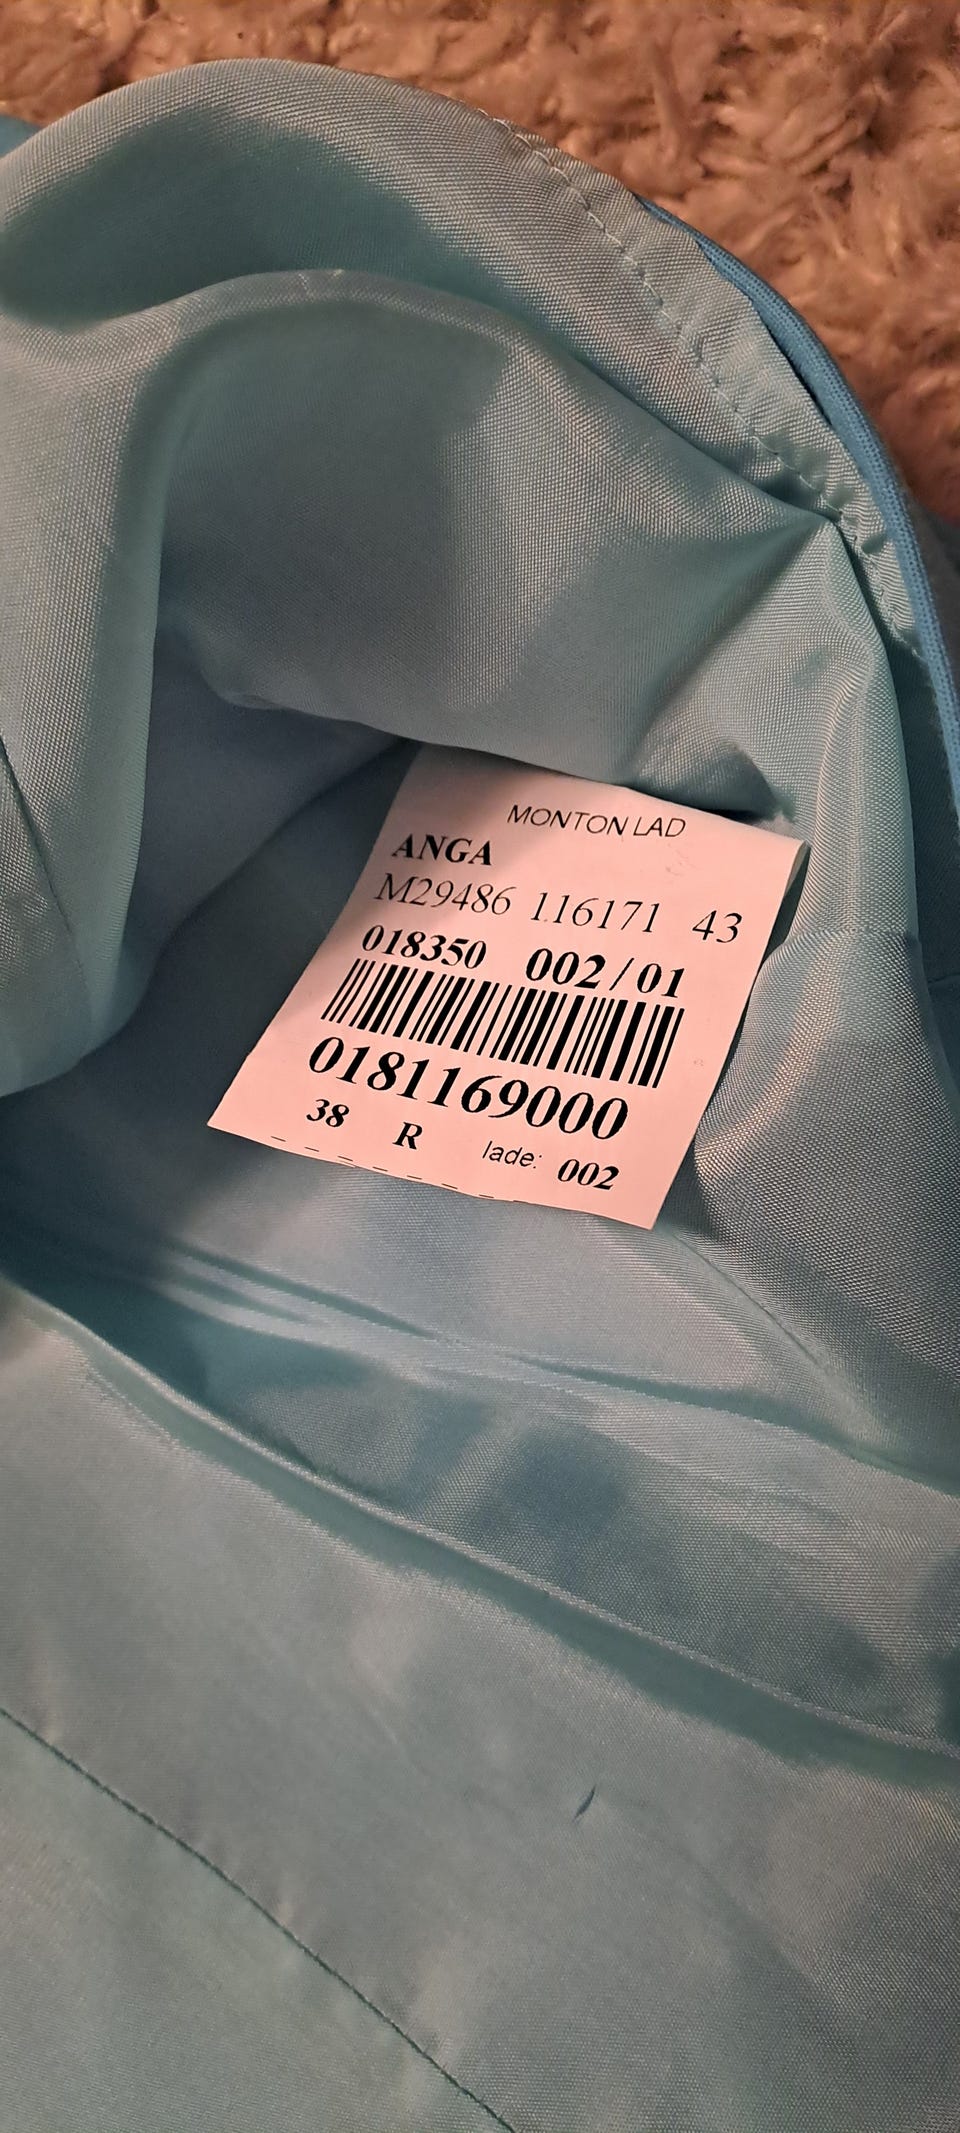 MONTON LAD
ANGA
M29486 116171 43
018350 002/01
0181169000
38 R lade: 002